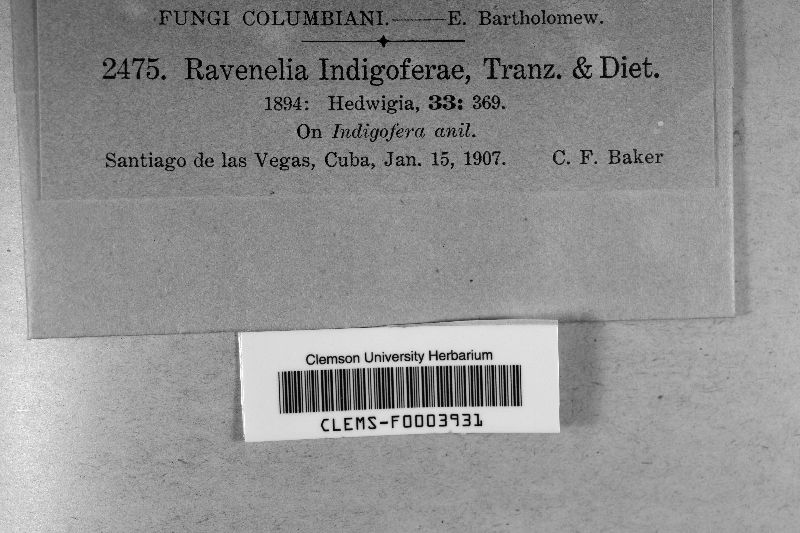 FUNGI COLUMBIANI.——E. Bartholomew.
2475. Ravenelia Indigoferae, Tranz. & Diet.
1894: Hedwigia, 33: 369.
On Indigofera anil.
Santiago de las Vegas, Cuba, Jan. 15, 1907. C. F. Baker
Clemson University Herbarium
CLEMS-F0003931